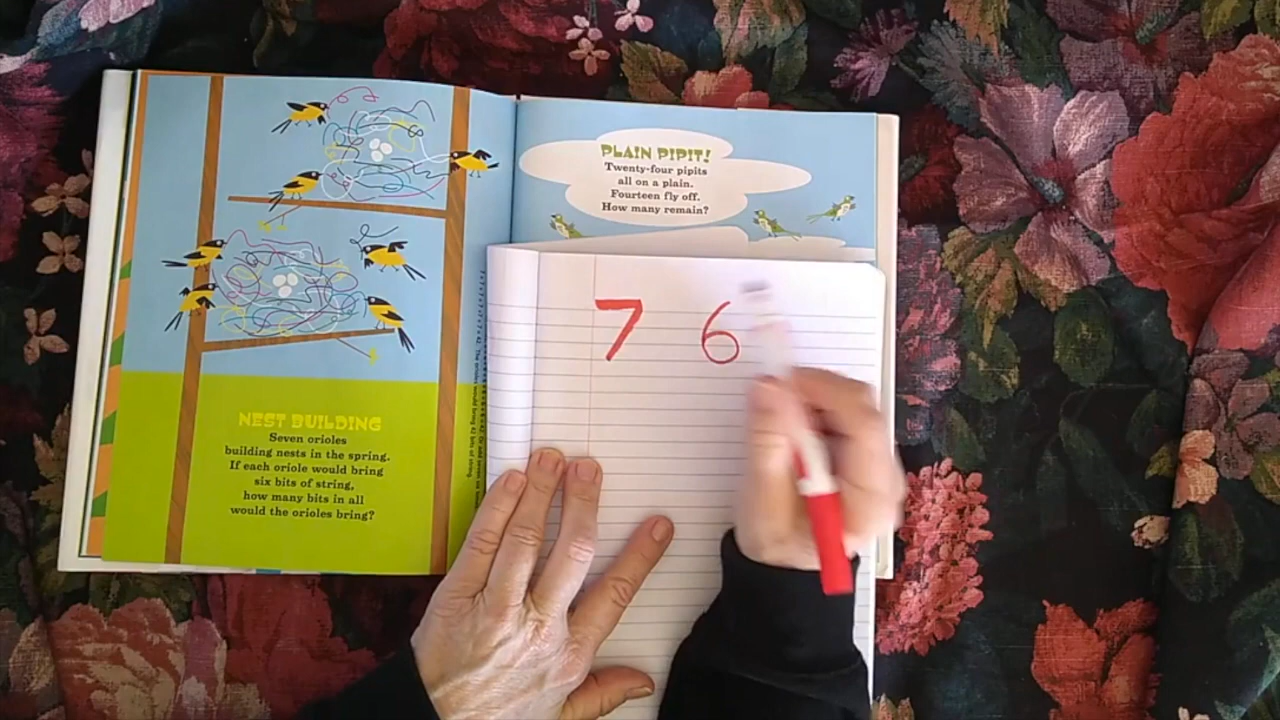 NEST BUILDING
Seven orioles
building nests in the spring.
If each oriole would bring
six bits of string,
how many bits in all
would the orioles bring?
PLAIN PIPIT!
Twenty-four pipits
all on a plain.
Fourteen fly off.
How many remain?
7 6